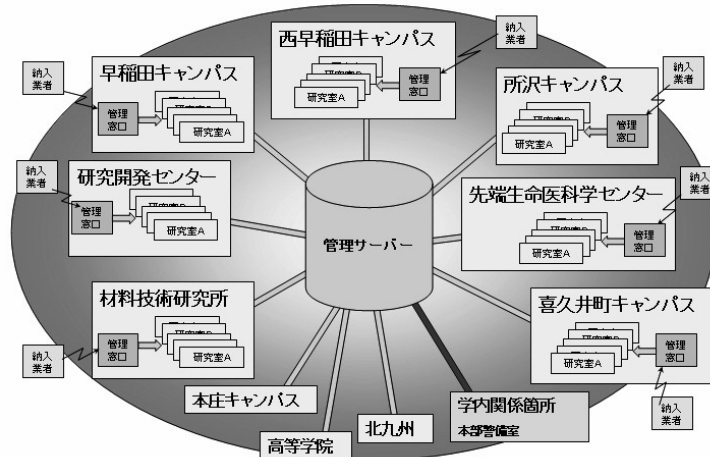 西早稲田キャンパス
納入
業者
研究室A
管理
窓口
早稲田キャンパス
納入
業者
管理
窓口
研究室A
所沢キャンパス
納入
業者
研究室A
管理
窓口
研究開発センター
納入
業者
管理
窓口
研究室A
管理サーバー
先端生命医科学センター
納入
業者
研究室A
管理
窓口
材料技術研究所
納入
業者
管理
窓口
研究室A
喜久井町キャンパス
研究室A
管理
窓口
納入
業者
本庄キャンパス
高等学院
北九州
学内関係箇所
本部警備室